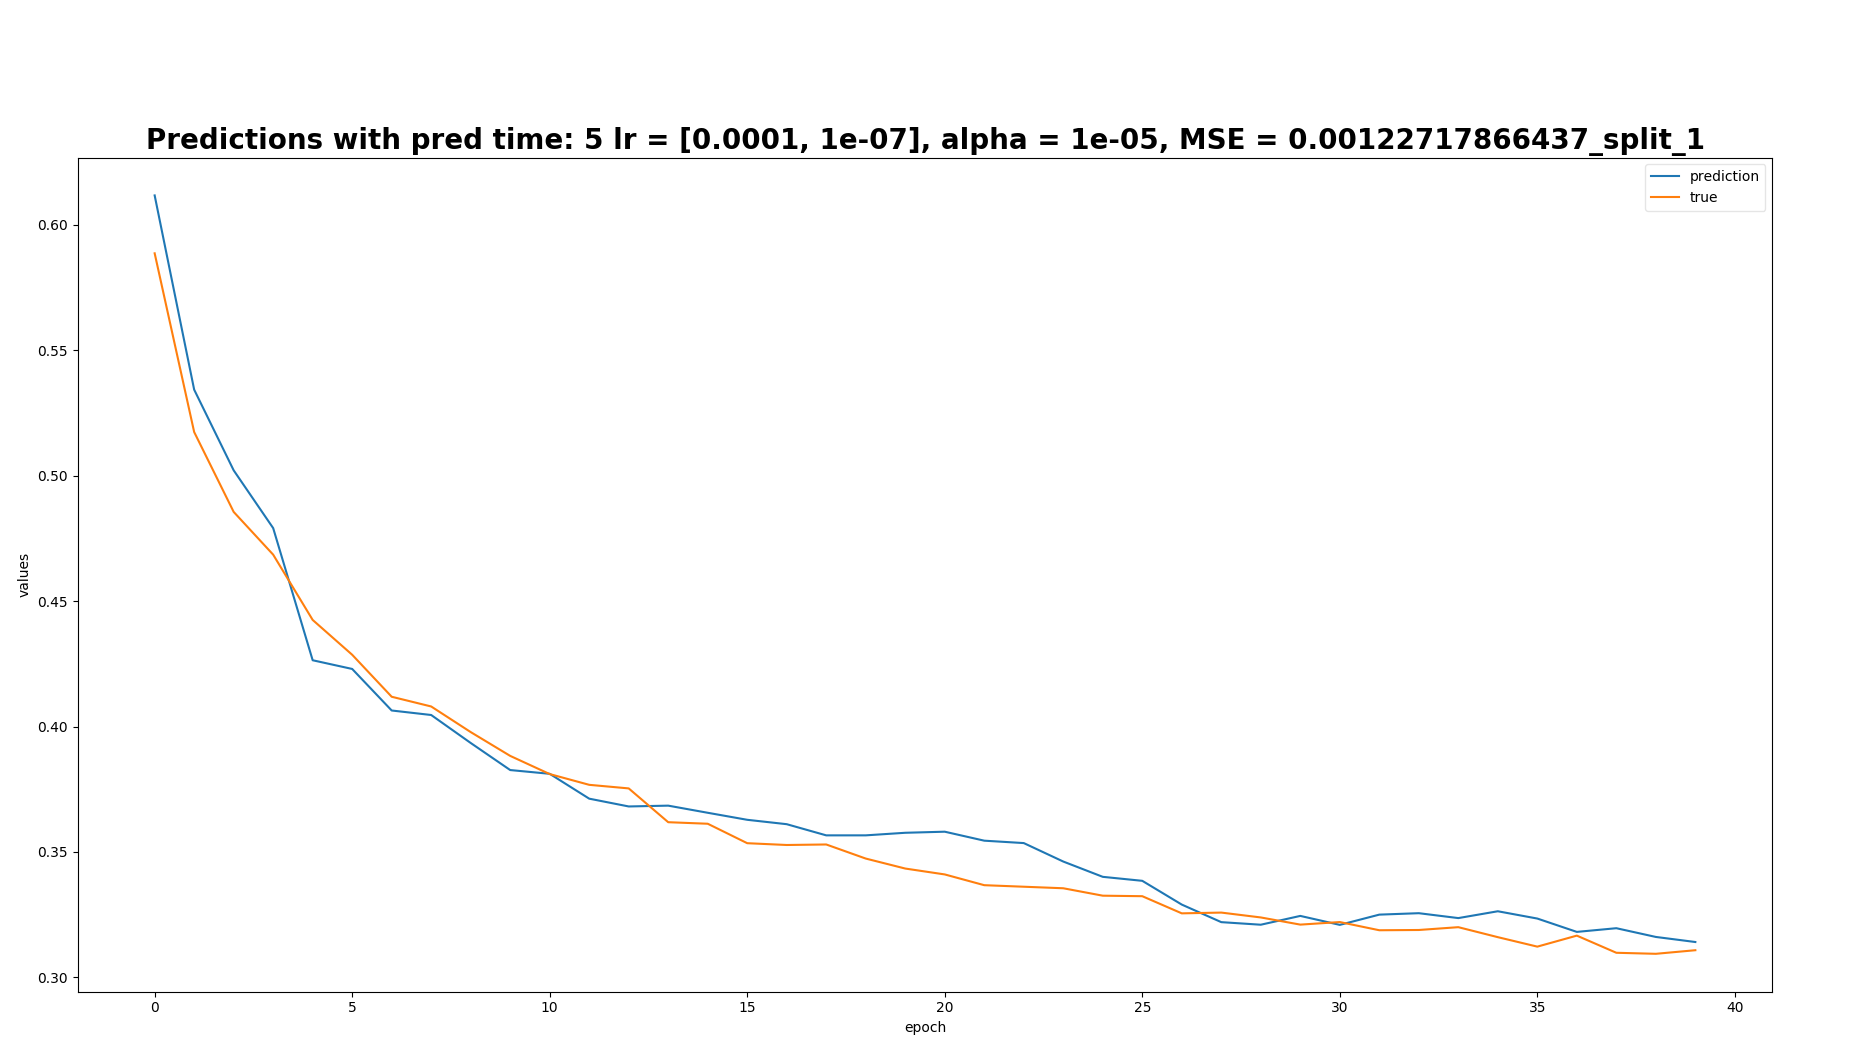 Predictions with pred time: 5 lr = [0.0001, 1e-07], alpha = 1e-05, MSE = 0.00122717866437_split_1
prediction
true
0.60
0.55
0.50
0.45
0.40
0.35
0.30
values
0 5 10 15 20 25 30 35 40
epoch